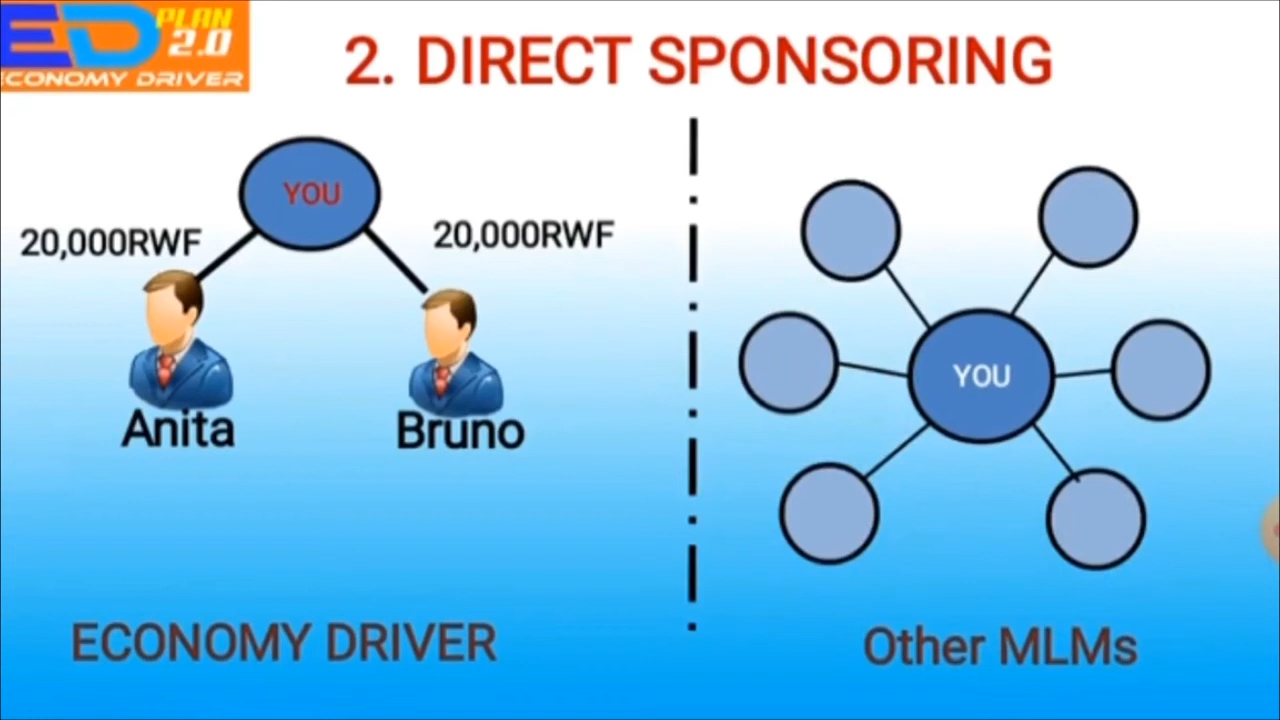 ED PLAN
2.0
ECONOMY DRIVER
2. DIRECT SPONSORING
YOU
20,000RWF
20,000RWF
Anita
Bruno
YOU
ECONOMY DRIVER
Other MLMs